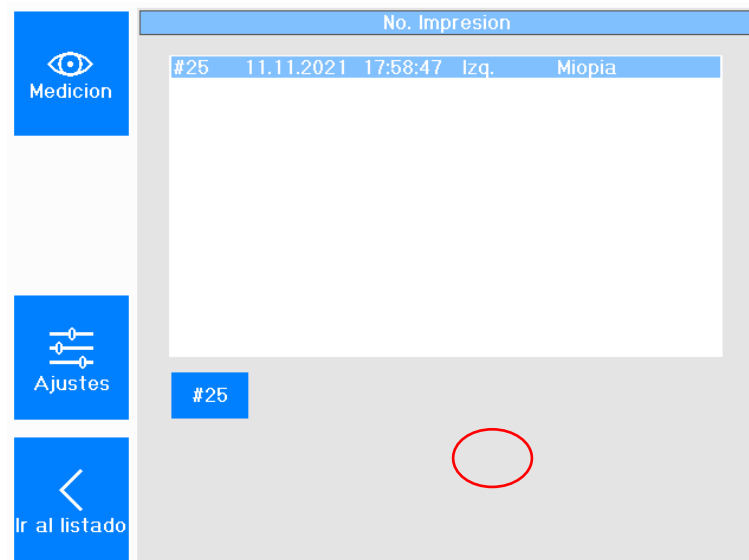 No. Impresion
Medicion
#25 11.11.2021 17:58:47 Izq. Miopia
Ajustes
#25
Ir al listado